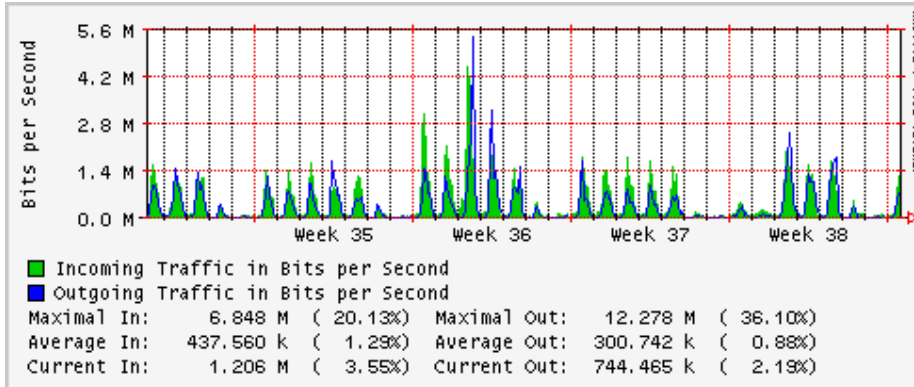 5.6 M
4.2 M
2.8 M
1.4 M
0.0 M
Bits per Second
Week 35 Week 36 Week 37 Week 38
Incoming Traffic in Bits per Second
Outgoing Traffic in Bits per Second
Maximal In: 6.848 M ( 20.13%) Maximal Out: 12.278 M ( 36.10%)
Average In: 437.560 k ( 1.29%) Average Out: 300.742 k ( 0.88%)
Current In: 1.206 M ( 3.55%) Current Out: 744.465 k ( 2.19%)